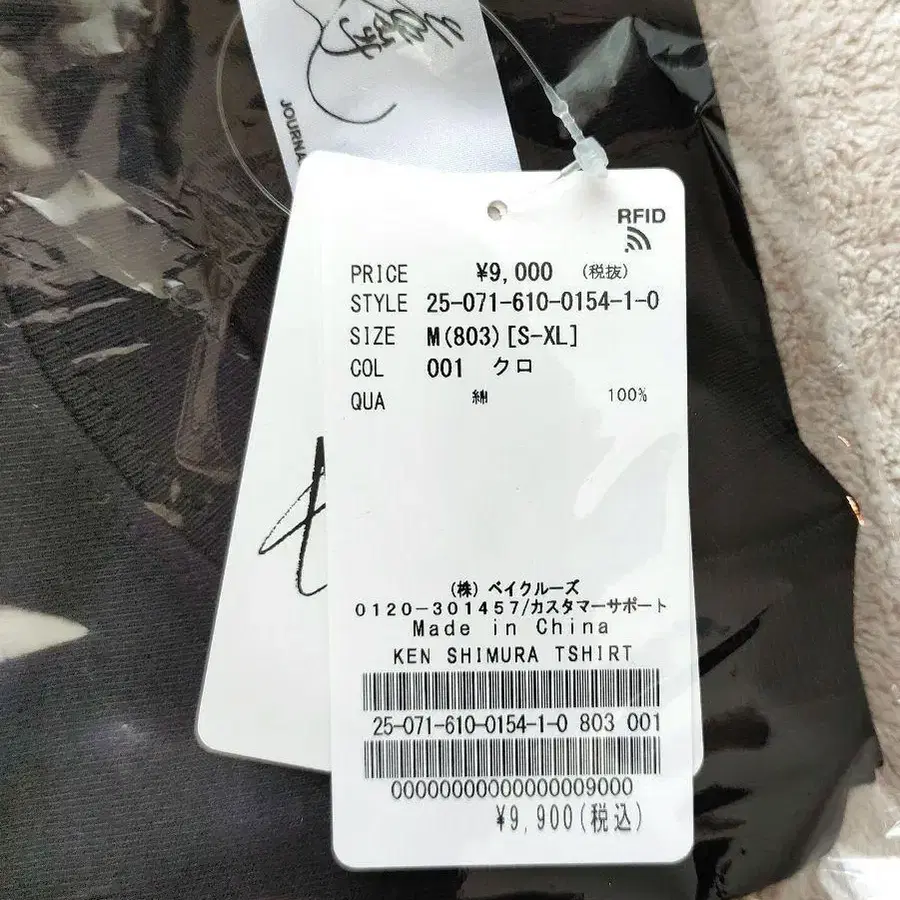 JOURNA
RFID
PRICE ¥9,000 (税抜)
STYLE 25-071-610-0154-1-0
SIZE M(803)[S-XL]
COL 001 クロ
QUA 綿 100%
(株) ベイクルーズ
0120-301457/カスタマーサポート
Made in China
KEN SHIMURA TSHIRT
25-071-610-0154-1-0 803 001
00000000000000009000
¥9,900(税込)